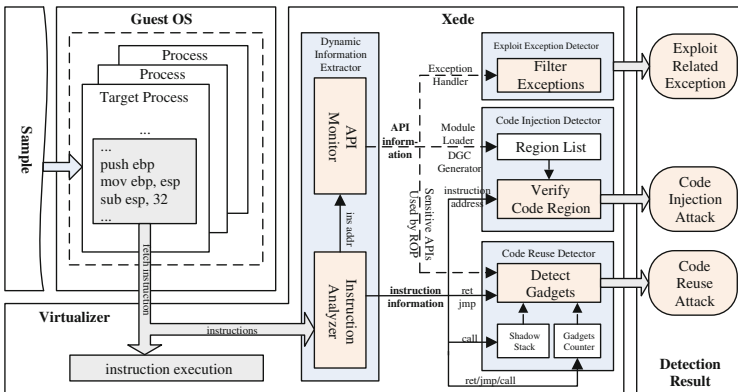 Guest OS
Xede
Sample
Process
Process
Target Process
...
...
push ebp
mov ebp, esp
sub esp, 32
...
fetch instruction
Virtualizer
instructions
instruction execution
Dynamic
Information
Extractor
API
Monitor
ins addr
Instruction
Analyzer
Exception
Handler
API
inform-
ation
Module
Loader
DGC
Generator
instruction
address
Sensitive APIs
Used by ROP
instruction
information
ret
jmp
call
ret/jmp/call
Exploit Exception Detector
Filter
Exceptions
Code Injection Detector
Region List
Verify
Code Region
Code Reuse Detector
Detect
Gadgets
Shadow
Stack
Gadgets
Counter
Exploit
Related
Exception
Code
Injection
Attack
Code
Reuse
Attack
Detection
Result